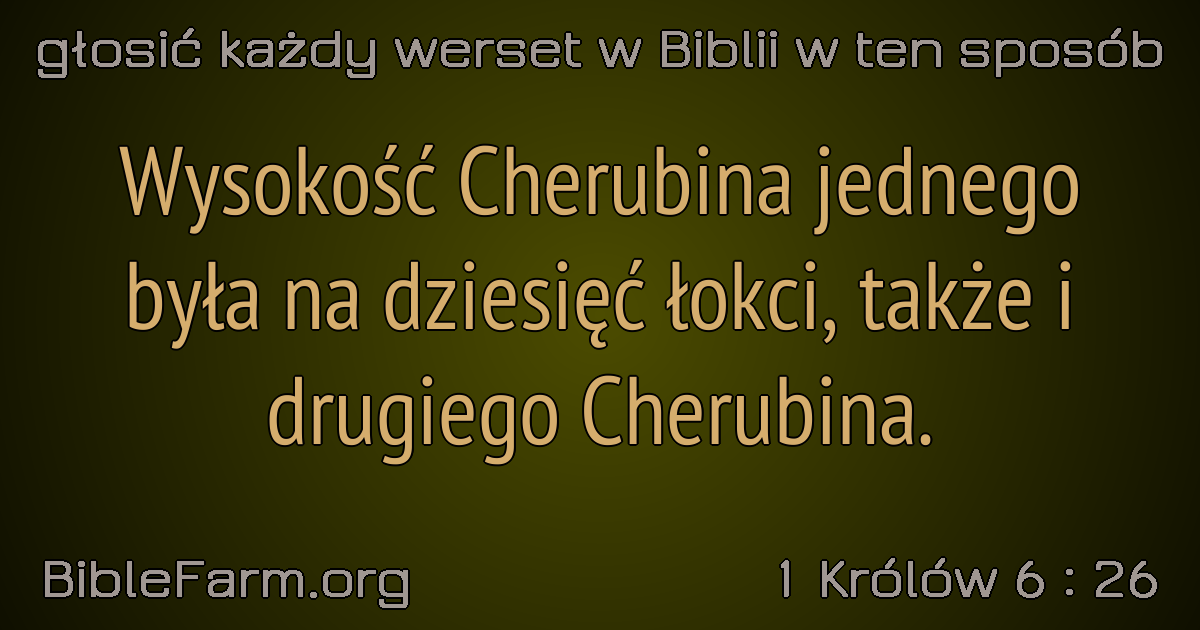 głosić każdy werset w Biblii w ten sposób
Wysokość Cherubina jednego
była na dziesięć łokci, także i
drugiego Cherubina.
BibleFarm.org
1 Królów 6 : 26